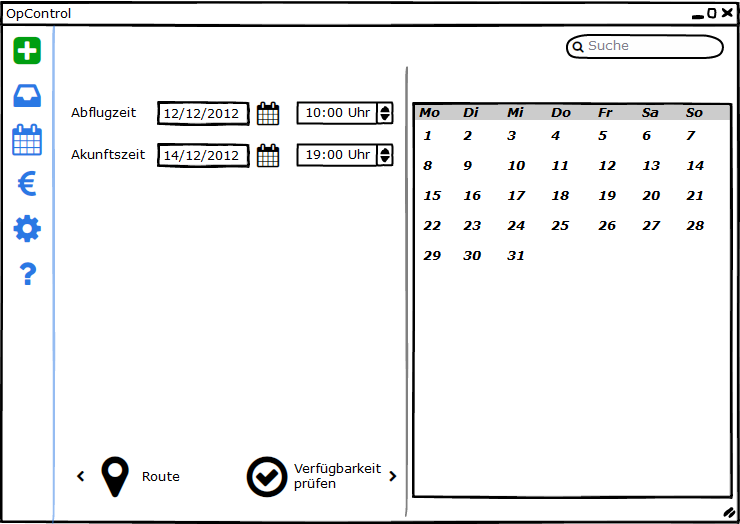 OpControl
Suche
Abflugzeit 12/12/2012 10:00 Uhr
Akunftszeit 14/12/2012 19:00 Uhr
Mo Di Mi Do Fr Sa So
1 2 3 4 5 6 7
8 9 10 11 12 13 14
15 16 17 18 19 20 21
22 23 24 25 26 27 28
29 30 31
Route
Verfügbarkeit
prüfen